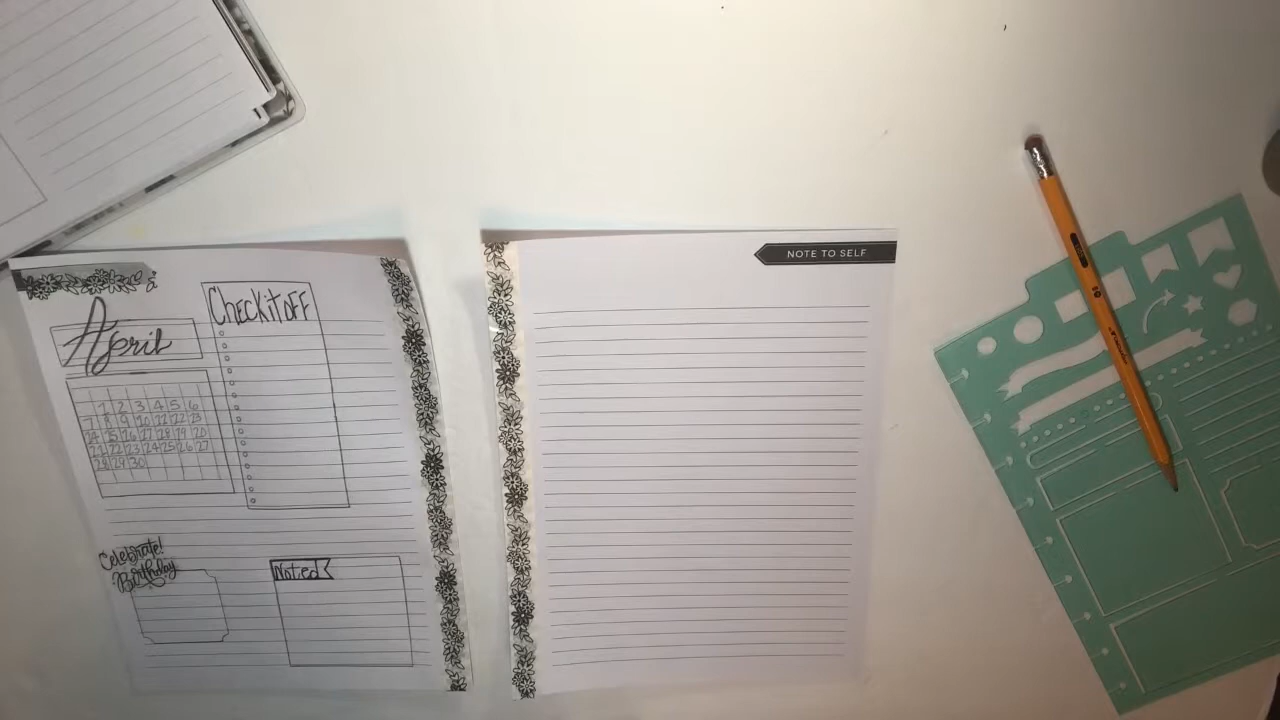 April
1 2 3 4 5 6
7 8 9 10 11 12 13
14 15 16 17 18 19 20
21 22 23 24 25 26 27
28 29 30
Check it OFF
Celebrate!
Birthday
Noted
NOTE TO SELF